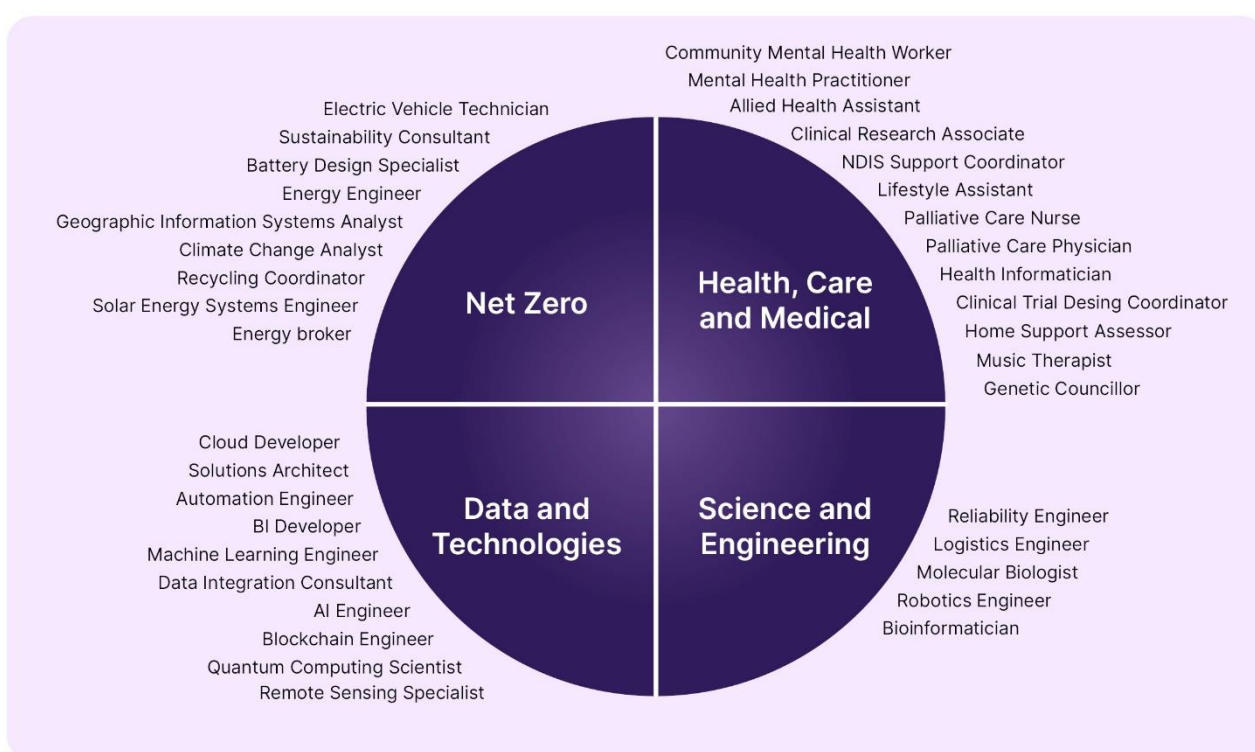 Community Mental Health Worker
Mental Health Practitioner
Allied Health Assistant
Clinical Research Associate
NDIS Support Coordinator
Lifestyle Assistant
Palliative Care Nurse
Palliative Care Physician
Health Informatician
Clinical Trial Desing Coordinator
Home Support Assessor
Music Therapist
Genetic Councillor
Electric Vehicle Technician
Sustainability Consultant
Battery Design Specialist
Energy Engineer
Geographic Information Systems Analyst
Climate Change Analyst
Recycling Coordinator
Solar Energy Systems Engineer
Energy broker
Net Zero
Health, Care
and Medical
Data and
Technologies
Science and
Engineering
Cloud Developer
Solutions Architect
Automation Engineer
BI Developer
Machine Learning Engineer
Data Integration Consultant
AI Engineer
Blockchain Engineer
Quantum Computing Scientist
Remote Sensing Specialist
Reliability Engineer
Logistics Engineer
Molecular Biologist
Robotics Engineer
Bioinformatician